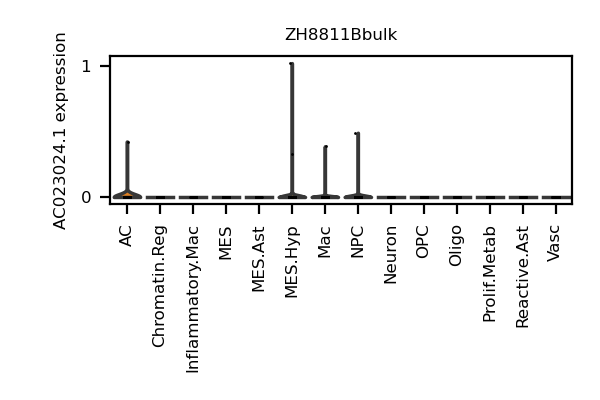 ZH8811Bbulk
AC023024.1 expression
1
0
AC
Chromatin.Reg
Inflammatory.Mac
MES
MES.Ast
MES.Hyp
Mac
NPC
Neuron
OPC
Oligo
Prolif.Metab
Reactive.Ast
Vasc